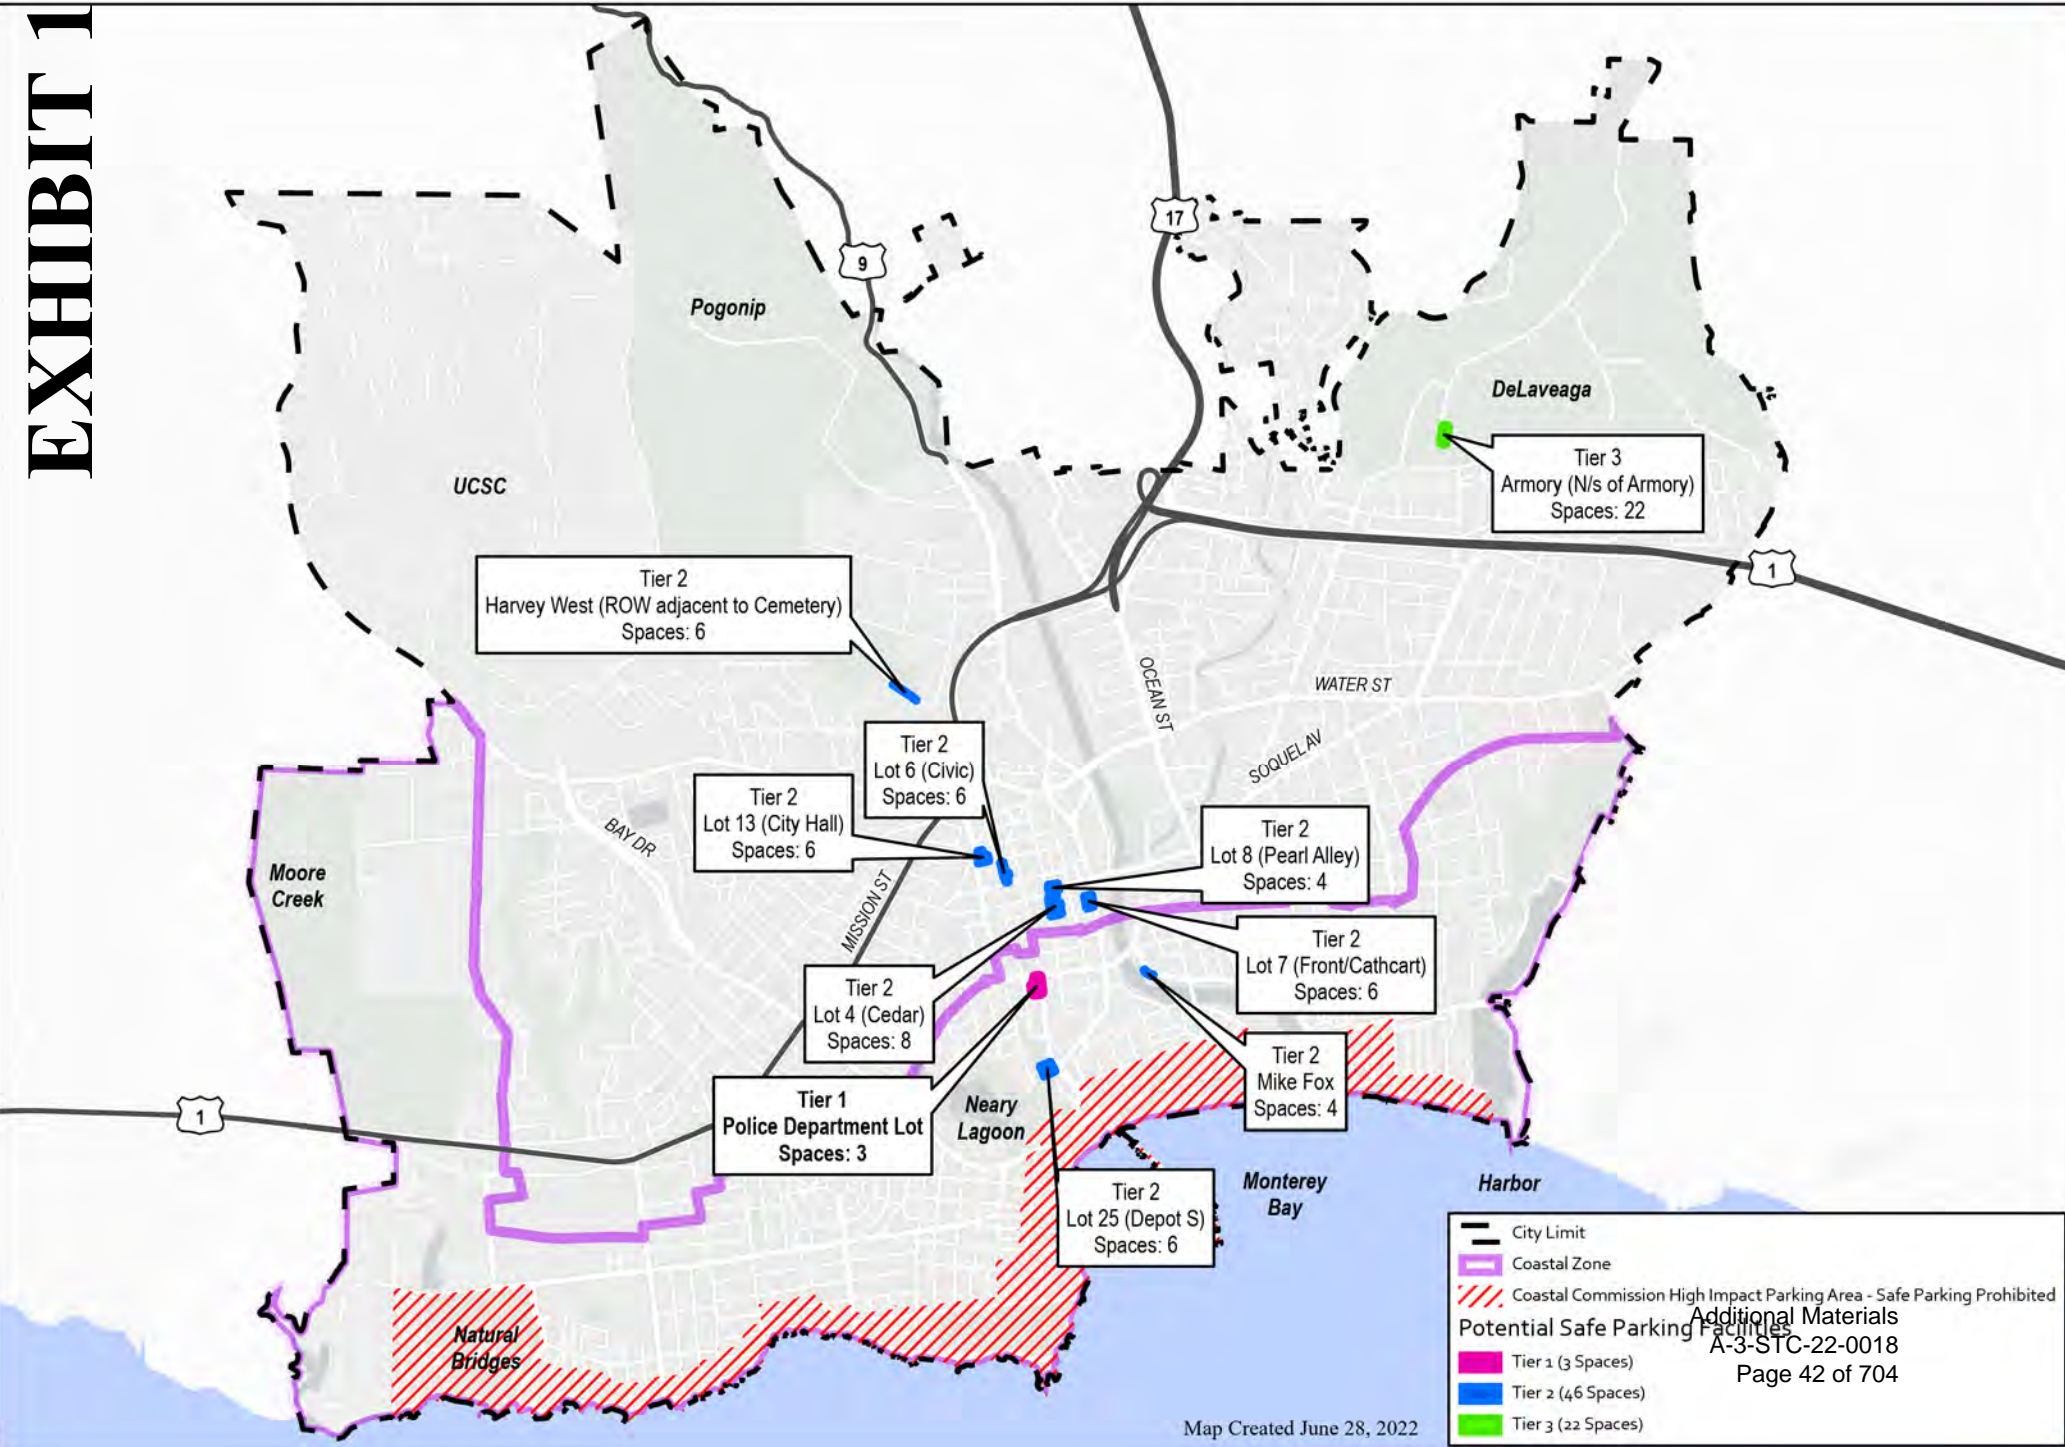 EXHIBIT 1
17
9
Pogonip
DeLaveaga
Tier 3
Armory (N/s of Armory)
Spaces: 22
UCSC
1
Tier 2
Harvey West (ROW adjacent to Cemetery)
Spaces: 6
OCEAN ST
WATER ST
SOQUEL AV
Tier 2
Lot 6 (Civic)
Spaces: 6
Tier 2
Lot 13 (City Hall)
Spaces: 6
BAY DR
MISSION ST
Tier 2
Lot 8 (Pearl Alley)
Spaces: 4
Moore
Creek
Tier 2
Lot 7 (Front/Cathcart)
Spaces: 6
Tier 2
Lot 4 (Cedar)
Spaces: 8
Tier 2
Mike Fox
Spaces: 4
Tier 1
Police Department Lot
Spaces: 3
Neary
Lagoon
1
Tier 2
Lot 25 (Depot S)
Spaces: 6
Monterey
Bay
Harbor
Natural
Bridges
City Limit
Coastal Zone
Coastal Commission High Impact Parking Area - Safe Parking Prohibited
Potential Safe Parking Facilities
Tier 1 (3 Spaces)
Tier 2 (46 Spaces)
Tier 3 (22 Spaces)
Additional Materials
A-3-STC-22-0018
Page 42 of 704
Map Created June 28, 2022